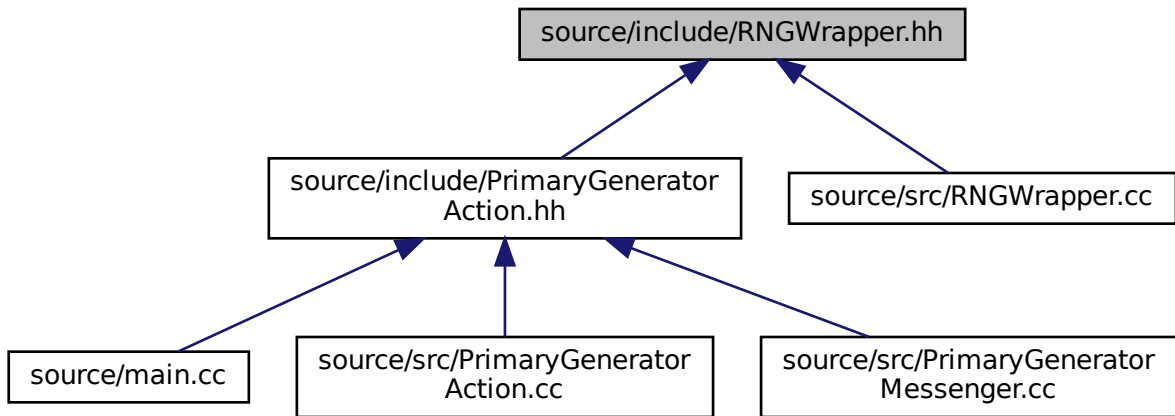 source/include/RNGWrapper.hh
source/include/PrimaryGenerator
Action.hh
source/src/RNGWrapper.cc
source/main.cc
source/src/PrimaryGenerator
Action.cc
source/src/PrimaryGenerator
Messenger.cc